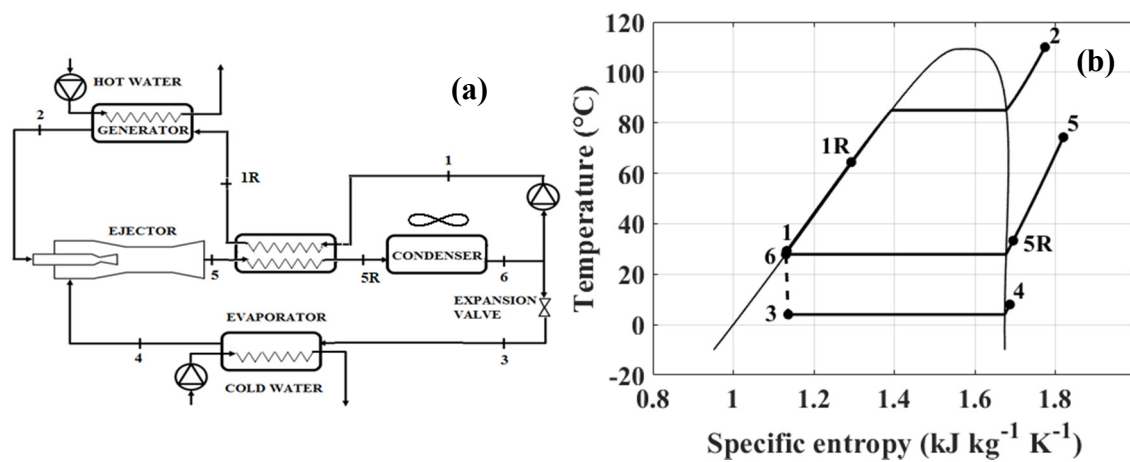 (a)
HOT WATER
2
GENERATOR
1
1R
EJECTOR
5
5R
CONDENSER
6
EXPANSION
VALVE
EVAPORATOR
4
3
COLD WATER
(b)
Temperature (°C)
120
100
80
60
40
20
0
-20
0.8
1
1.2
1.4
1.6
1.8
2
5
1R
1
6
5R
4
3
Specific entropy (kJ kg-1 K-1)